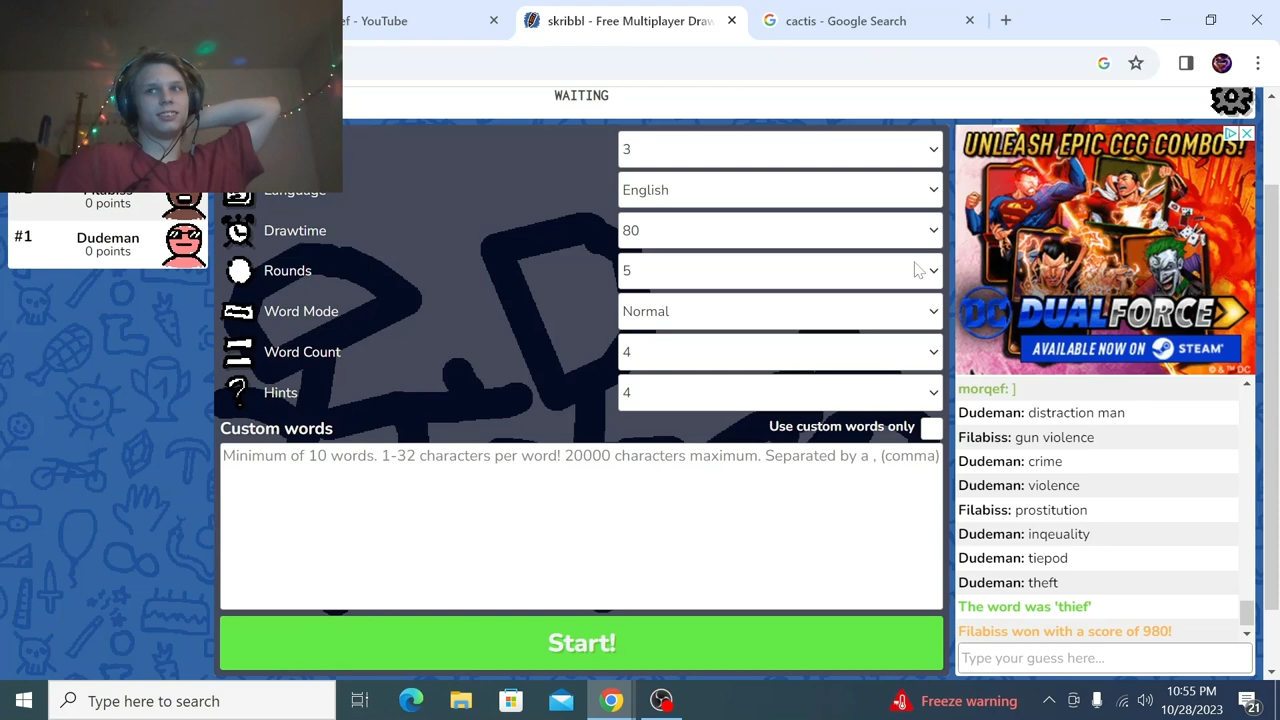 ef - YouTube
skribbl - Free Multiplayer Draw
cactis - Google Search
WAITING
3
Language
English
0 points
#1
Dudeman
0 points
Drawtime
80
Rounds
5
Word Mode
Normal
Word Count
4
Hints
4
Custom words
Use custom words only
Minimum of 10 words. 1-32 characters per word! 20000 characters maximum. Separated by a , (comma)
Start!
UNLEASH EPIC CCG COMBOS!
DC DUALFORCE
AVAILABLE NOW ON STEAM
morqef: ]
Dudeman: distraction man
Filabiss: gun violence
Dudeman: crime
Dudeman: violence
Filabiss: prostitution
Dudeman: inqeuality
Dudeman: tiepod
Dudeman: theft
The word was 'thief'
Filabiss won with a score of 980!
Type your guess here...
Type here to search
Freeze warning
10:55 PM
10/28/2023
21